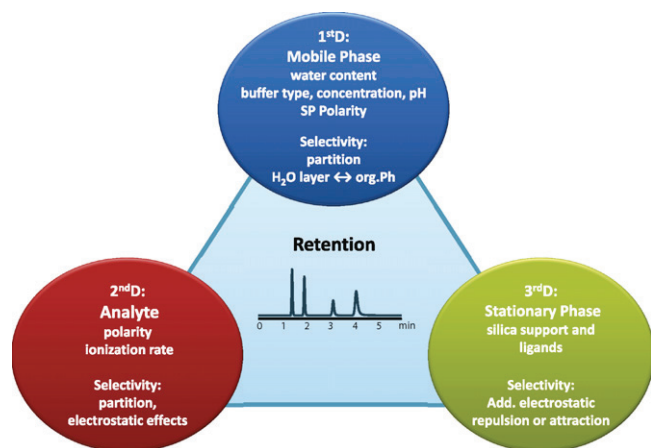 1stD:
Mobile Phase
water content
buffer type, concentration, pH
SP Polarity
Selectivity:
partition
H₂O layer ↔ org.Ph
Retention
0 1 2 3 4 5 min
2ndD:
Analyte
polarity
ionization rate
Selectivity:
partition,
electrostatic effects
3rdD:
Stationary Phase
silica support and
ligands
Selectivity:
Add. electrostatic
repulsion or attraction